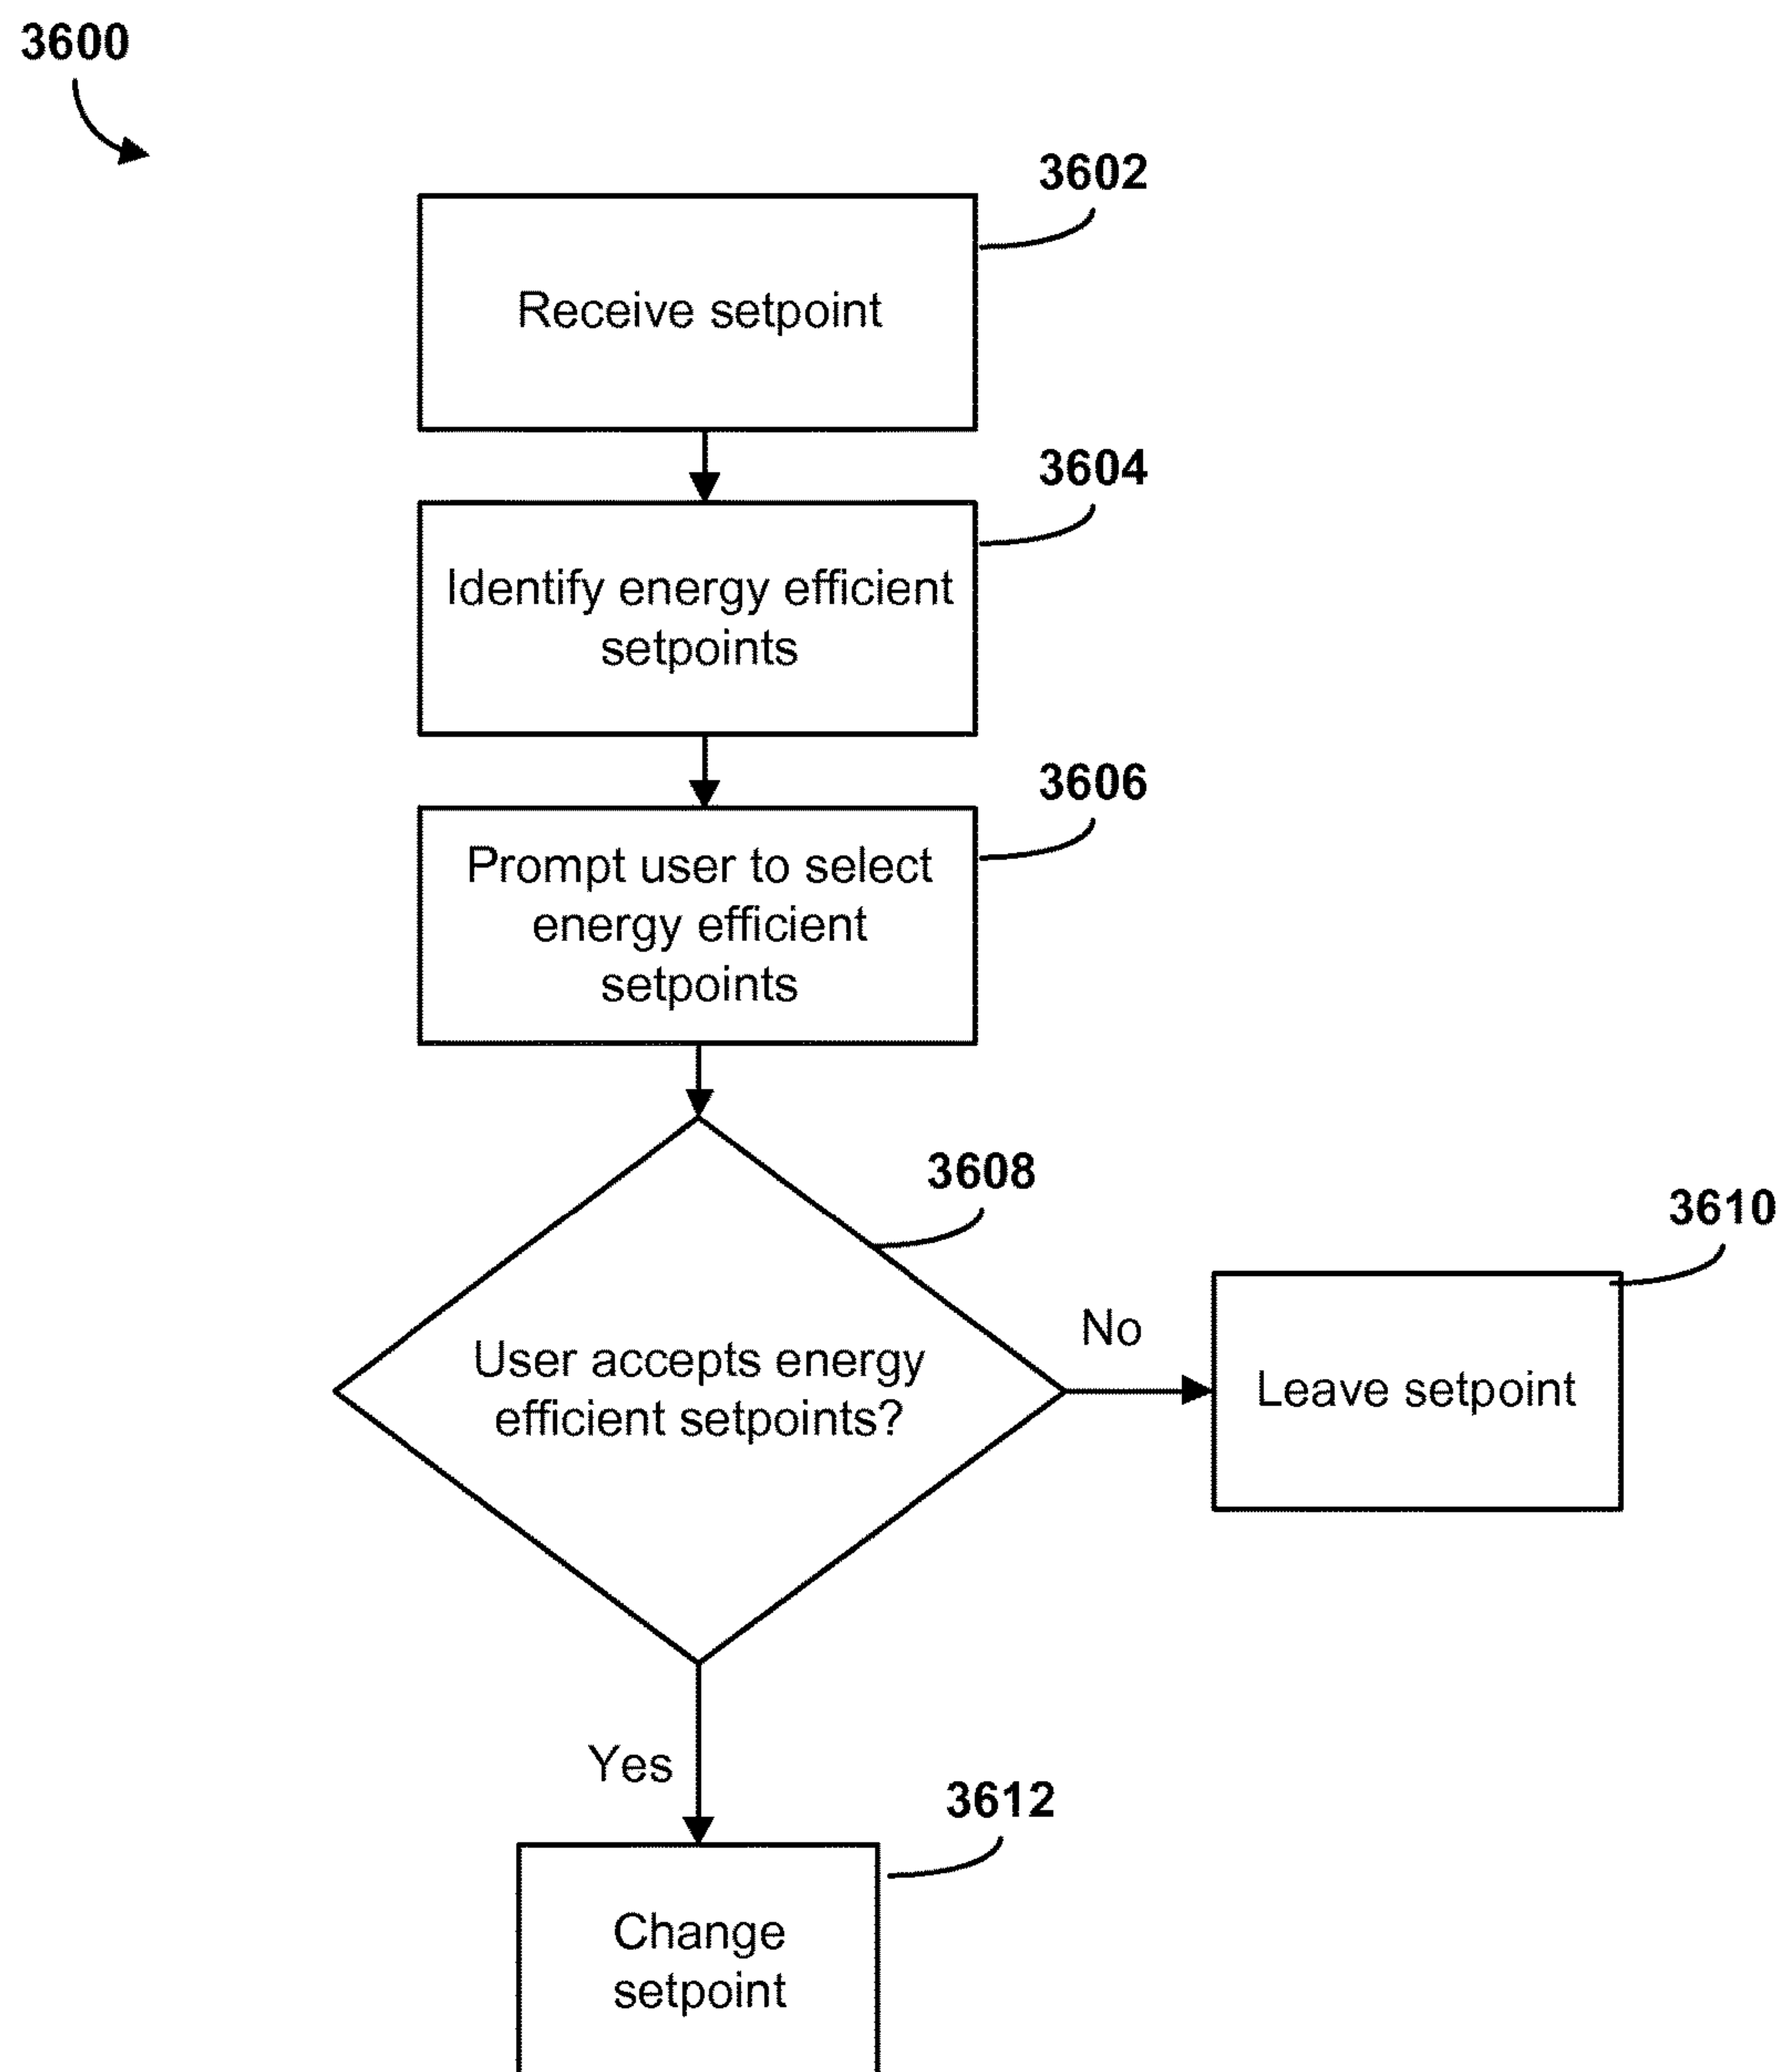 3600
3602
Receive setpoint
3604
Identify energy efficient
setpoints
3606
Prompt user to select
energy efficient
setpoints
3608
3610
User accepts energy
efficient setpoints?
No
Leave setpoint
Yes
3612
Change
setpoint